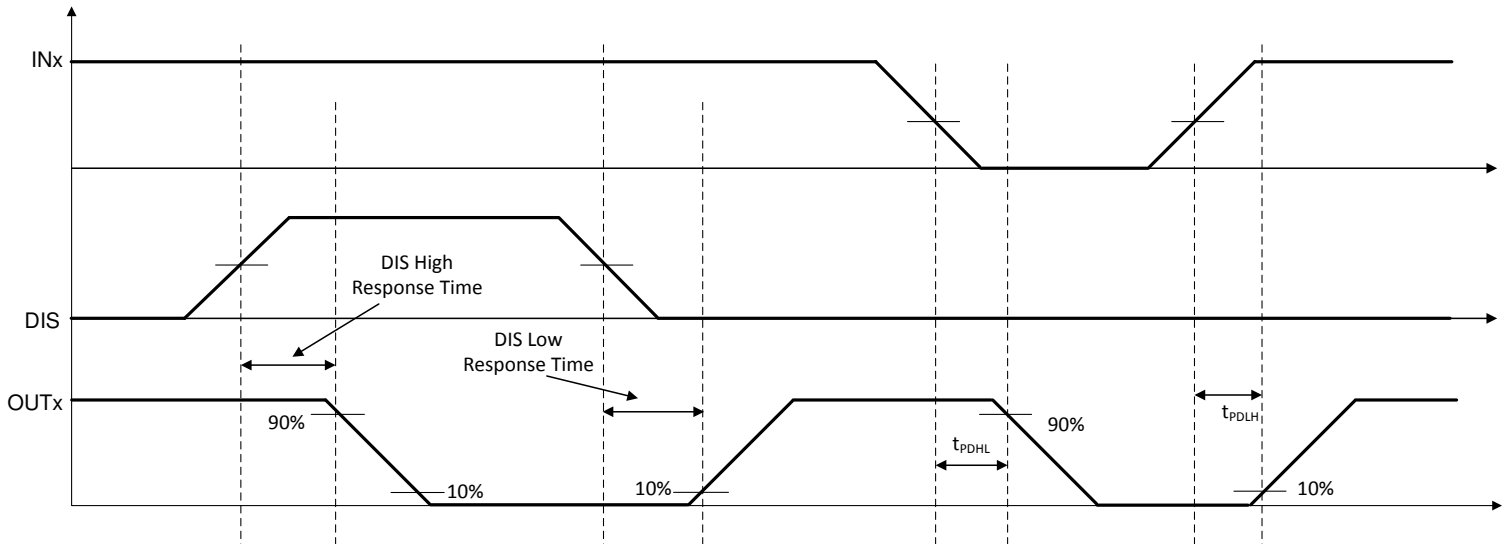 INx
DIS High
Response Time
DIS
DIS Low
Response Time
OUTx
90%
10%
10%
t_PDHL
90%
t_PDLH
10%